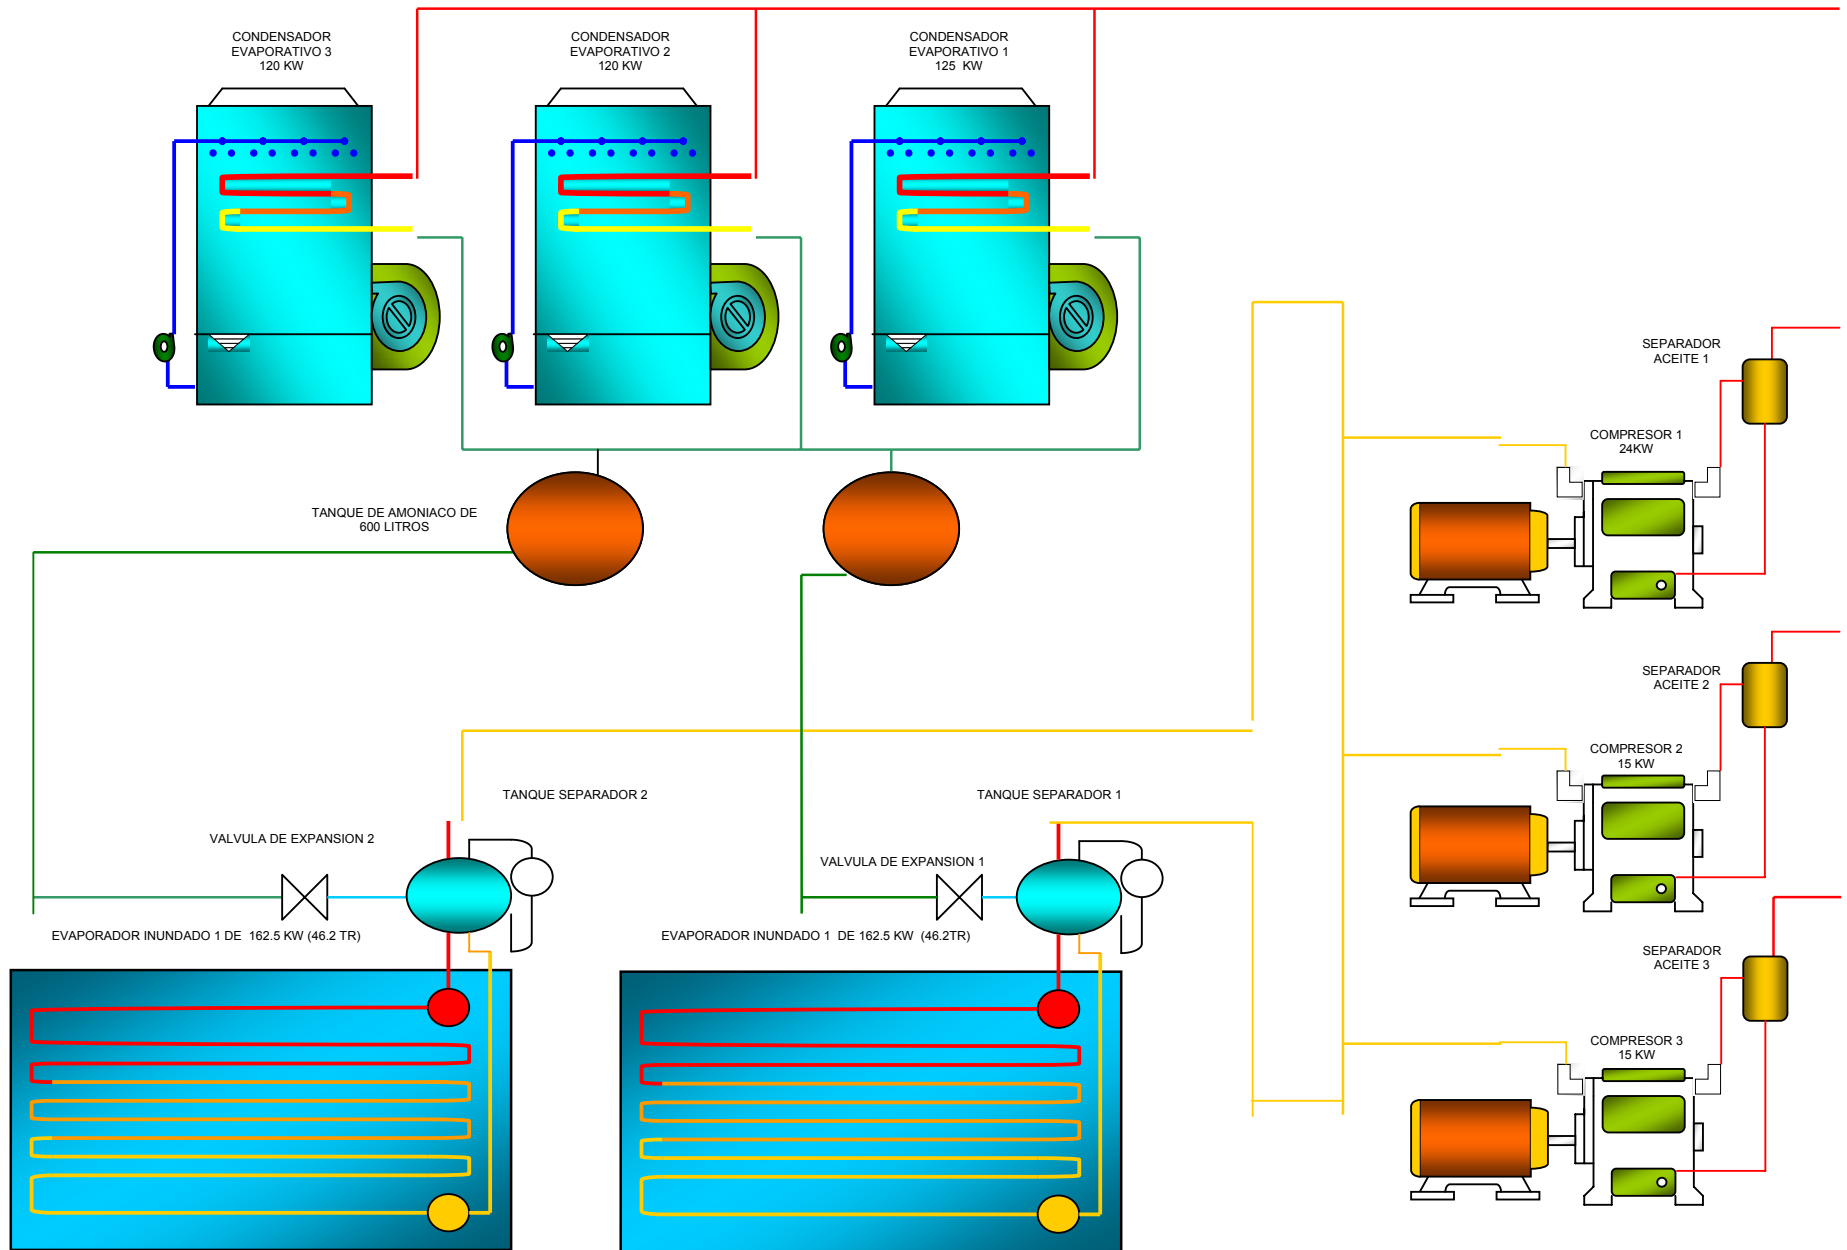 CONDENSADOR
EVAPORATIVO 3
120 KW
CONDENSADOR
EVAPORATIVO 2
120 KW
CONDENSADOR
EVAPORATIVO 1
125 KW
SEPARADOR
ACEITE 1
COMPRESOR 1
24KW
TANQUE DE AMONIACO DE
600 LITROS
SEPARADOR
ACEITE 2
COMPRESOR 2
15 KW
TANQUE SEPARADOR 2
TANQUE SEPARADOR 1
VALVULA DE EXPANSION 2
VALVULA DE EXPANSION 1
EVAPORADOR INUNDADO 1 DE 162.5 KW (46.2 TR)
EVAPORADOR INUNDADO 1 DE 162.5 KW (46.2TR)
SEPARADOR
ACEITE 3
COMPRESOR 3
15 KW